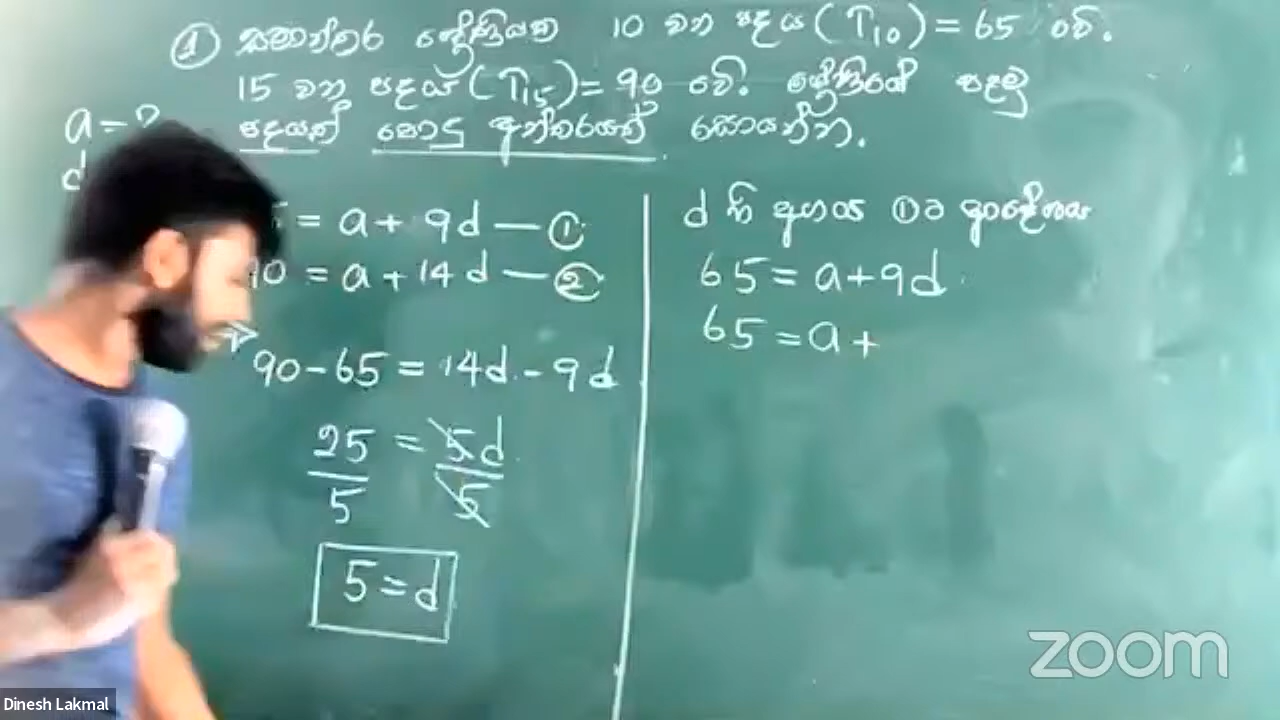 ① සමාන්තර ශ්‍රේණියක 10 වන පදය (T₁₀) = 65 වේ.
15 වන පදය (T₁₅) = 90 වේ. ශ්‍රේණියේ පළමු
පදයත් පොදු අන්තරයත් සොයන්න.
a = ?
d
5 = a + 9d — ①
90 = a + 14d — ②
90 - 65 = 14d - 9d
25 = 5d
5 5
5 = d
d හි අගය ①ට ආදේශය
65 = a + 9d
65 = a +
zoom
Dinesh Lakmal